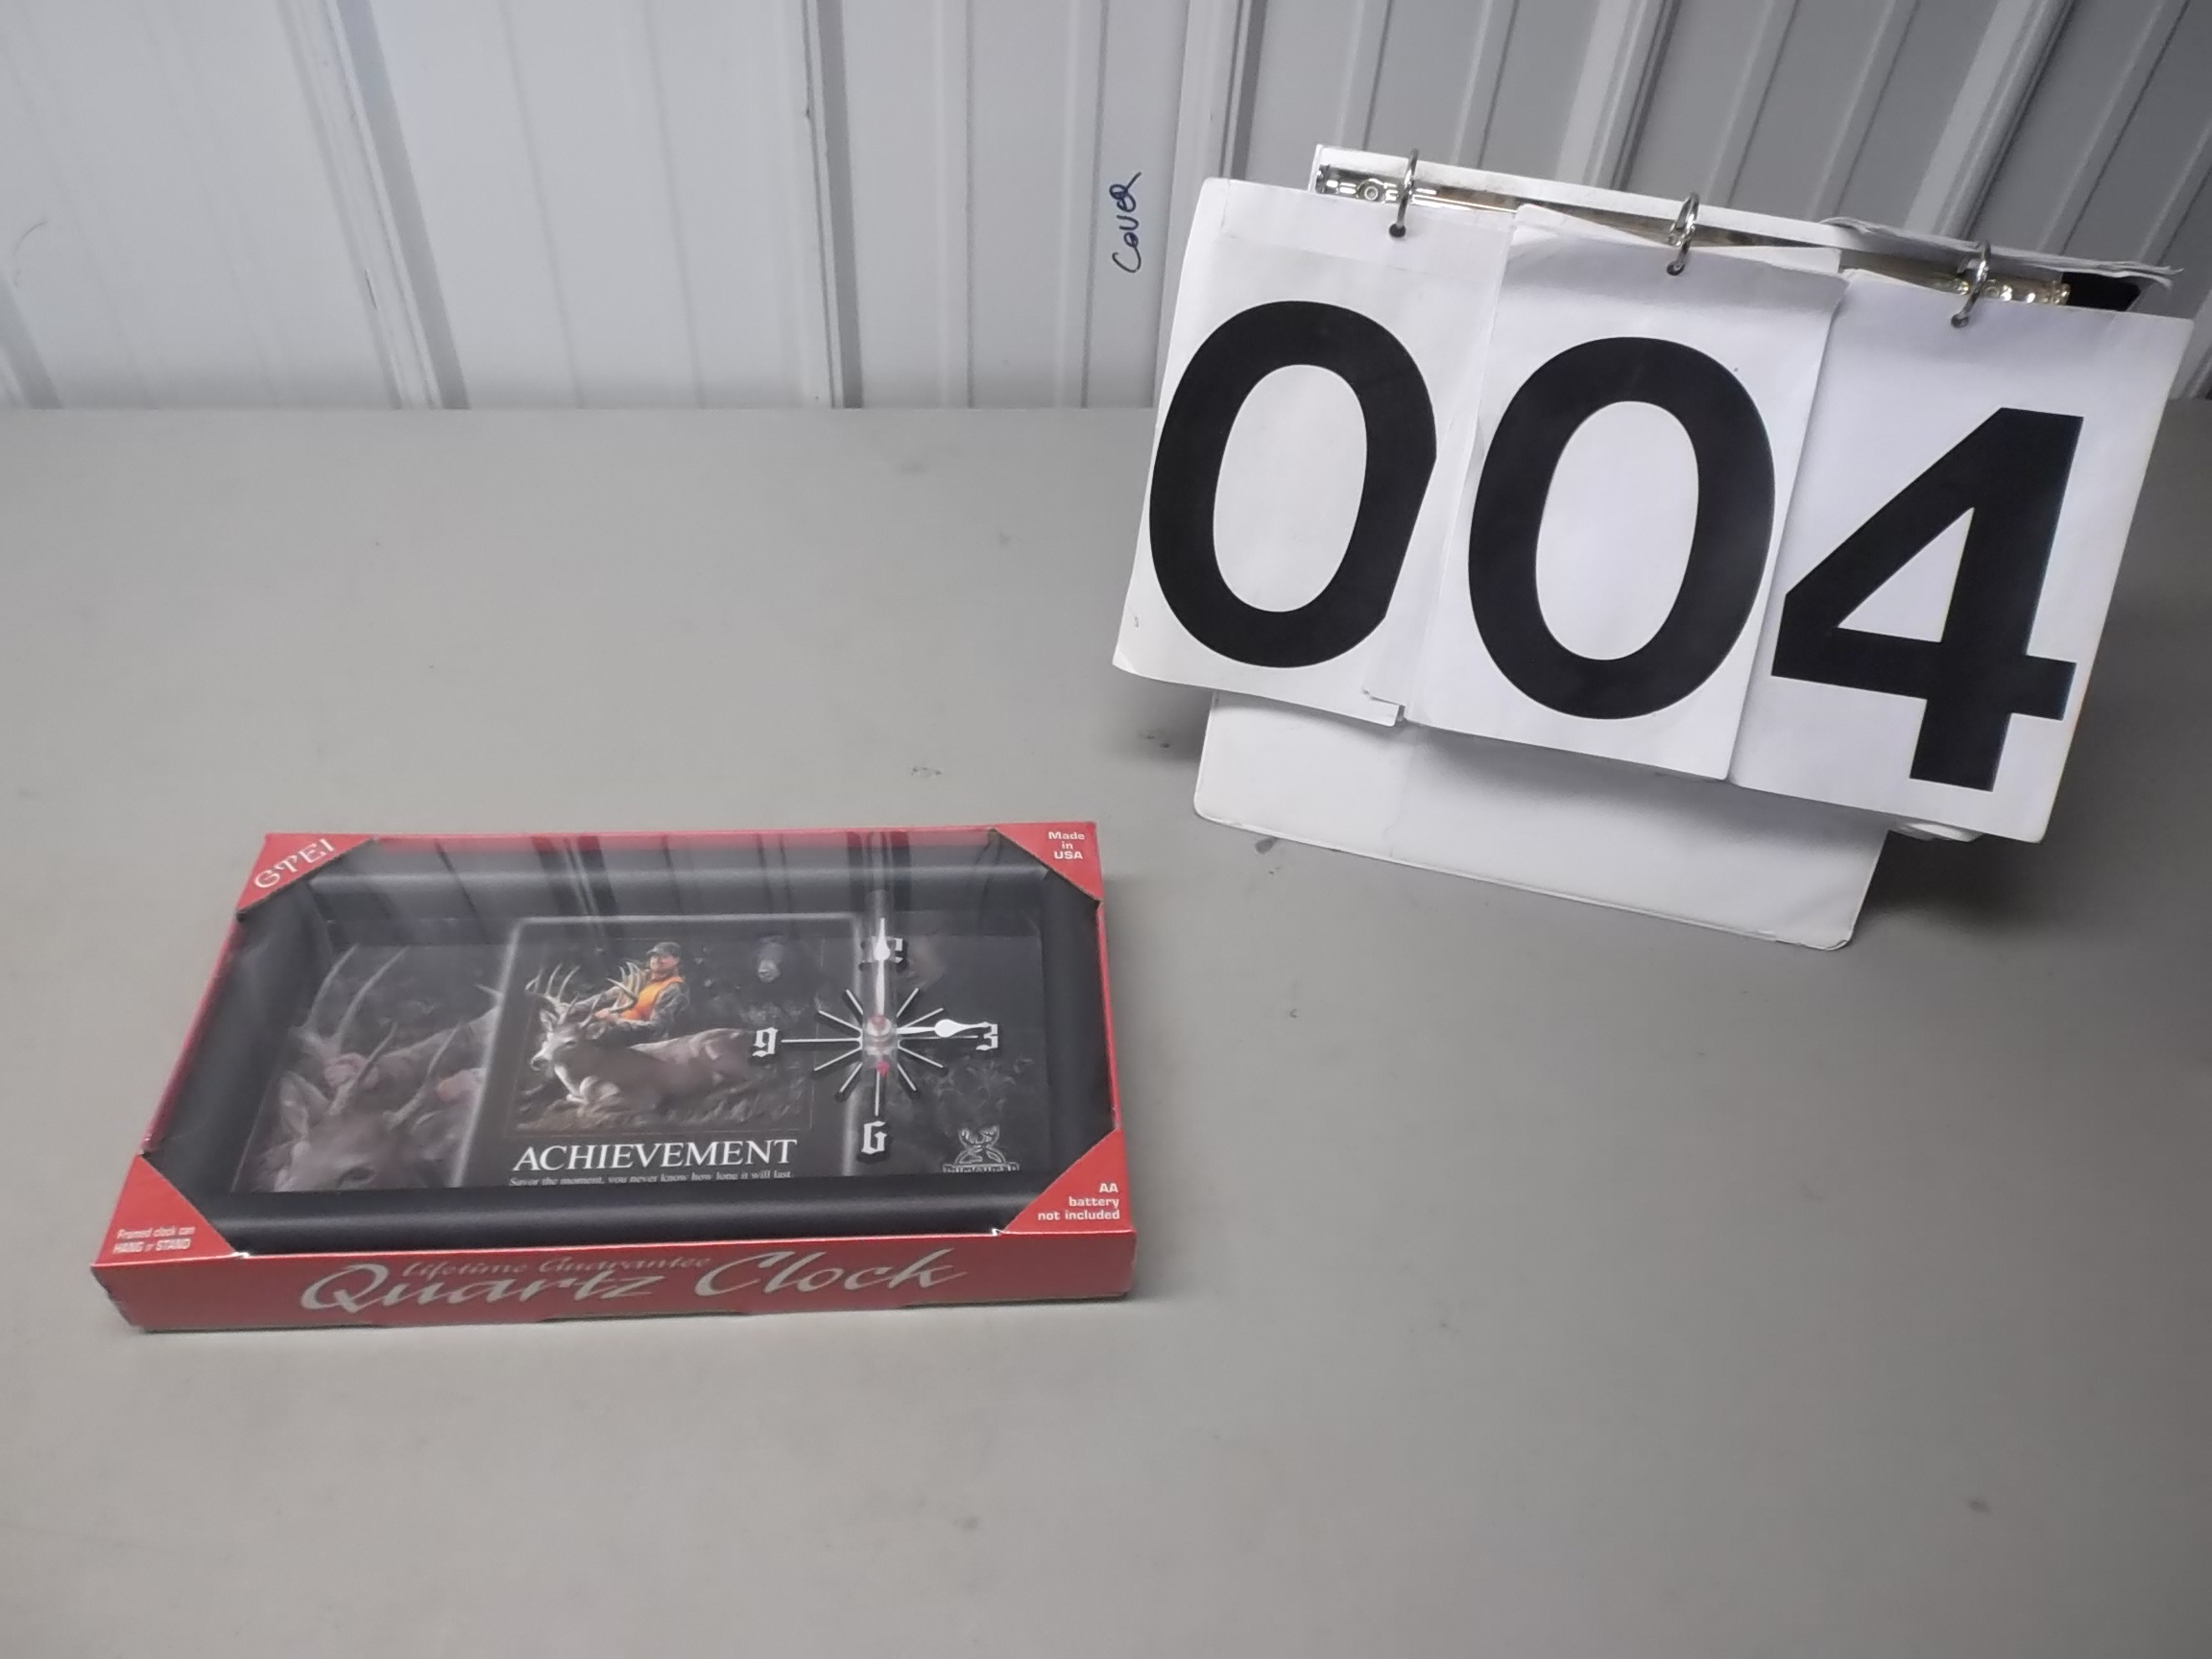 Cover
004
GTEI
Made
in
USA
12
9
3
6
ACHIEVEMENT
Savor the moment, you never know how long it will last.
AA
battery
not included
Framed clock can
HANG or STAND
Lifetime Guarantee
Quartz Clock